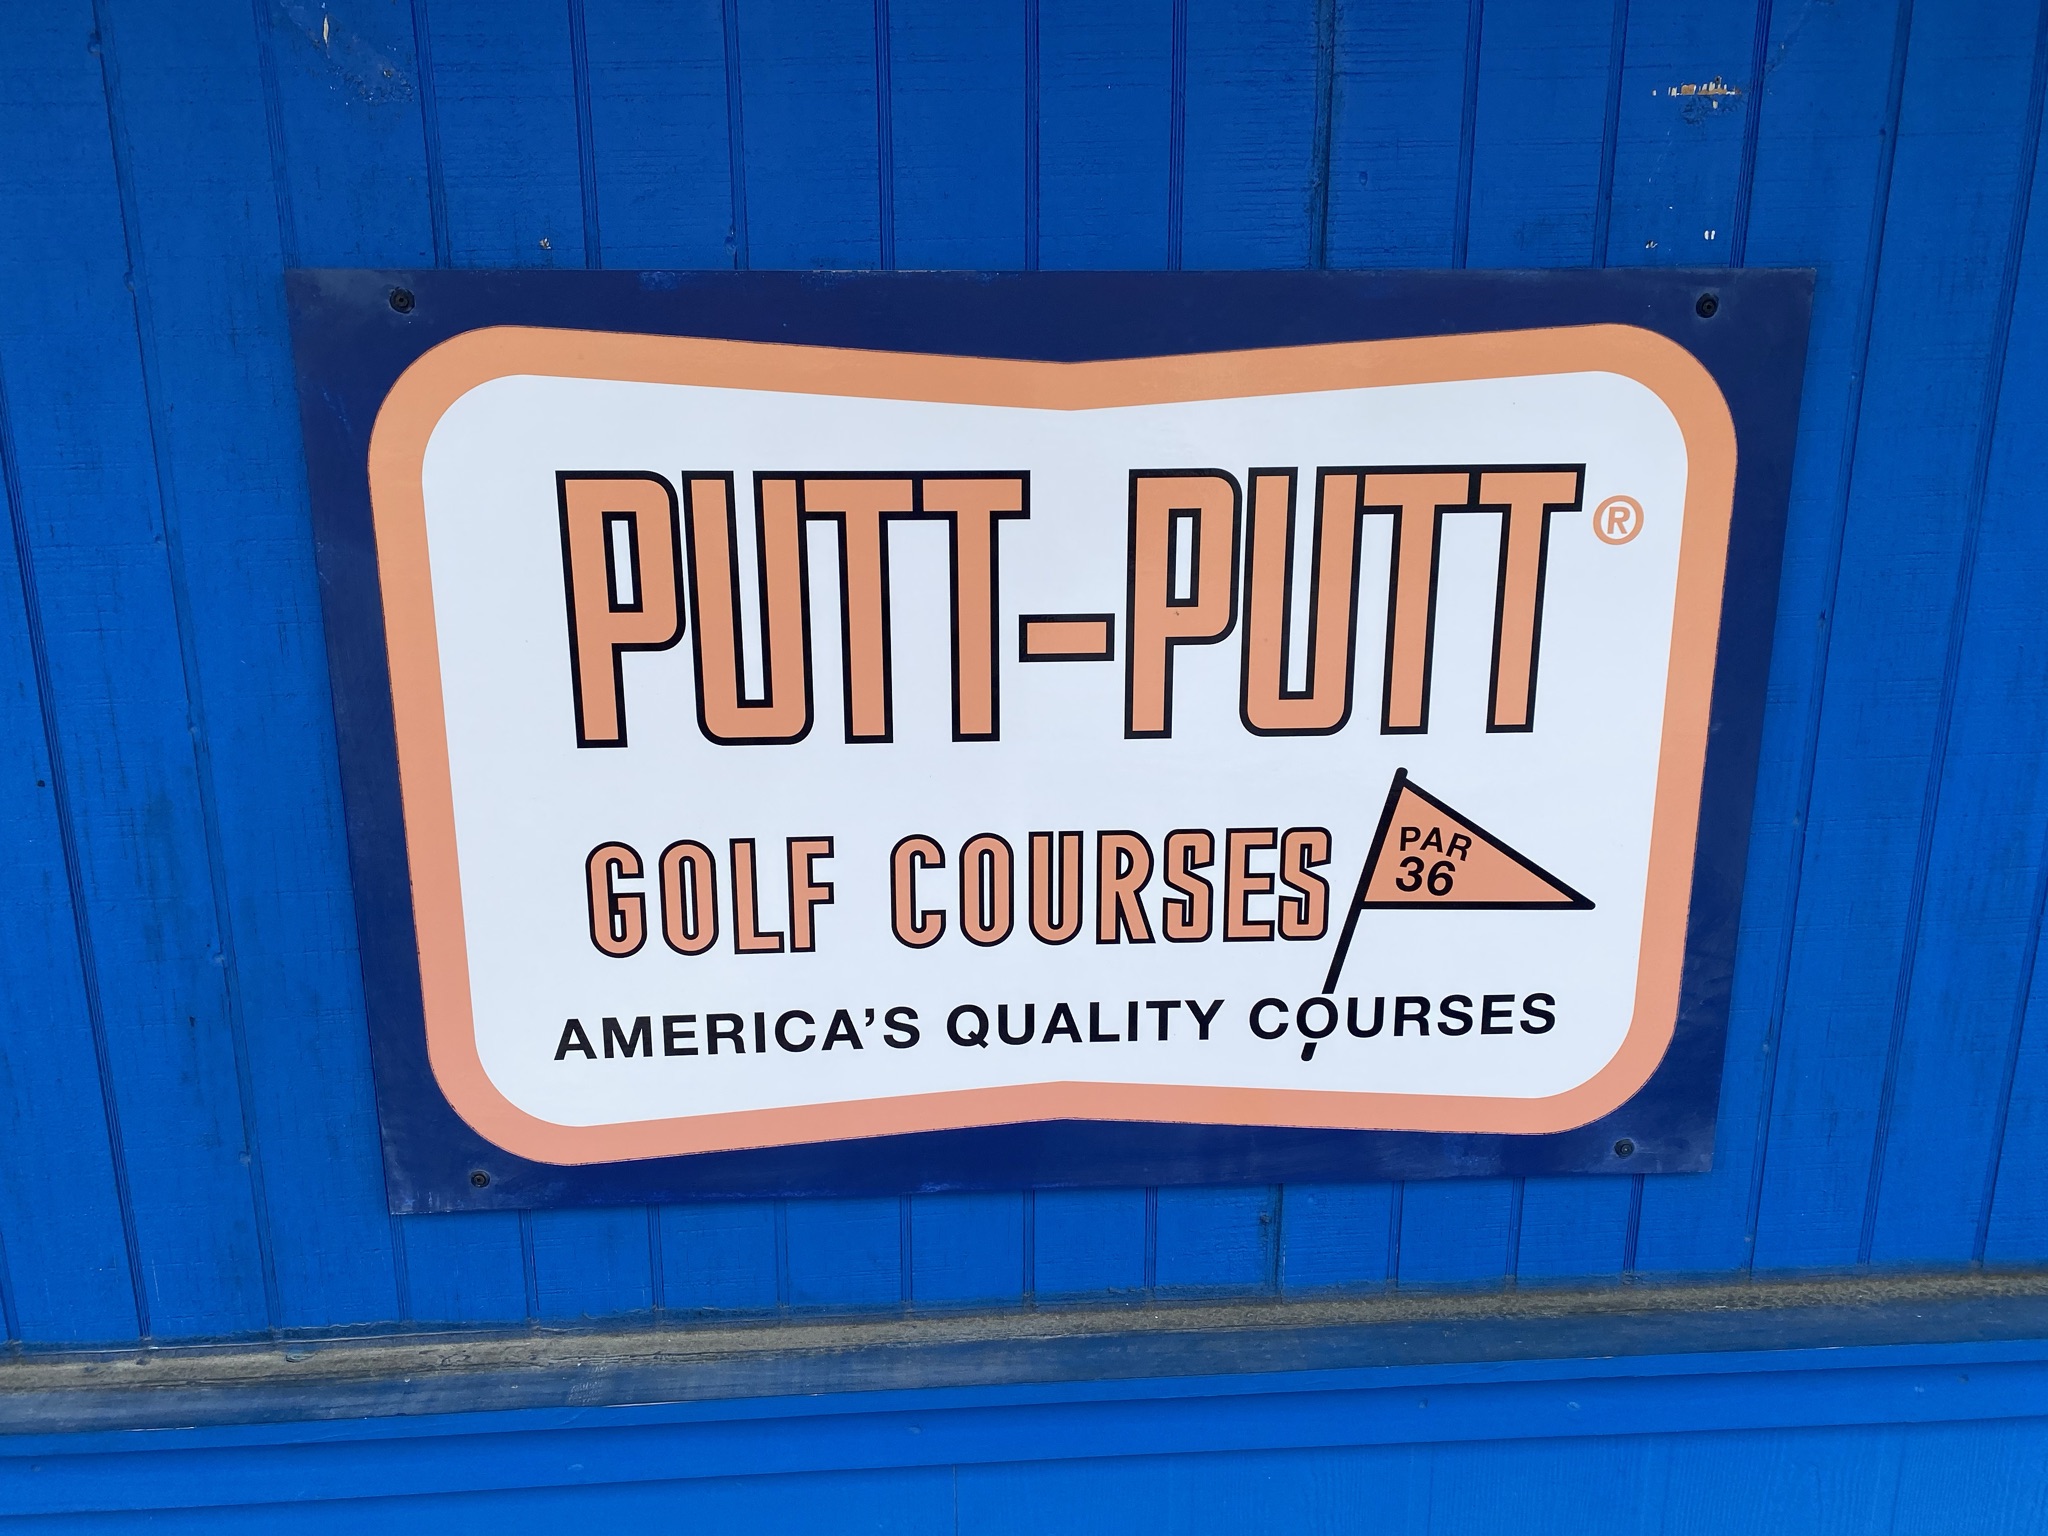 PUTT-PUTT®
GOLF COURSES
PAR
36
AMERICA'S QUALITY COURSES